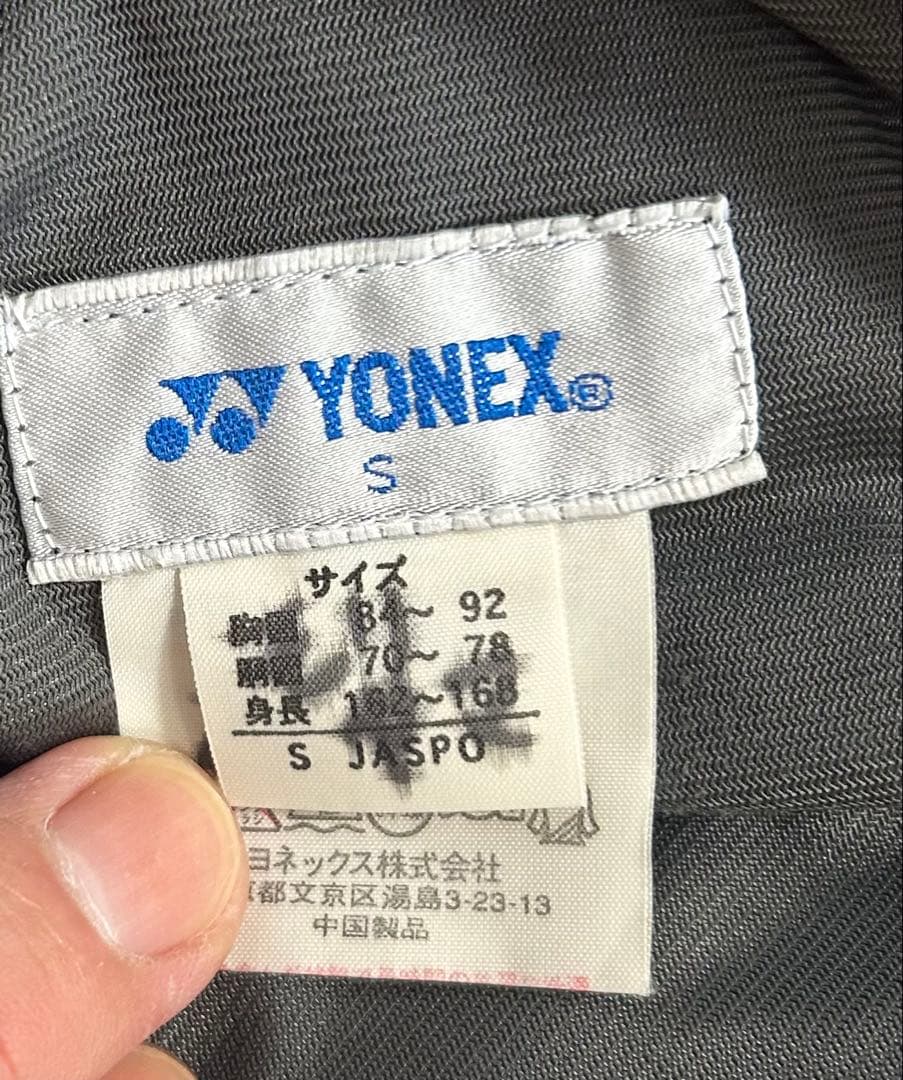 YONEX®
S
サイズ
胸囲 84～ 92
胴囲 70～ 78
身長 ～168
S JASPO
ヨネックス株式会社
京都文京区湯島3-23-13
中国製品